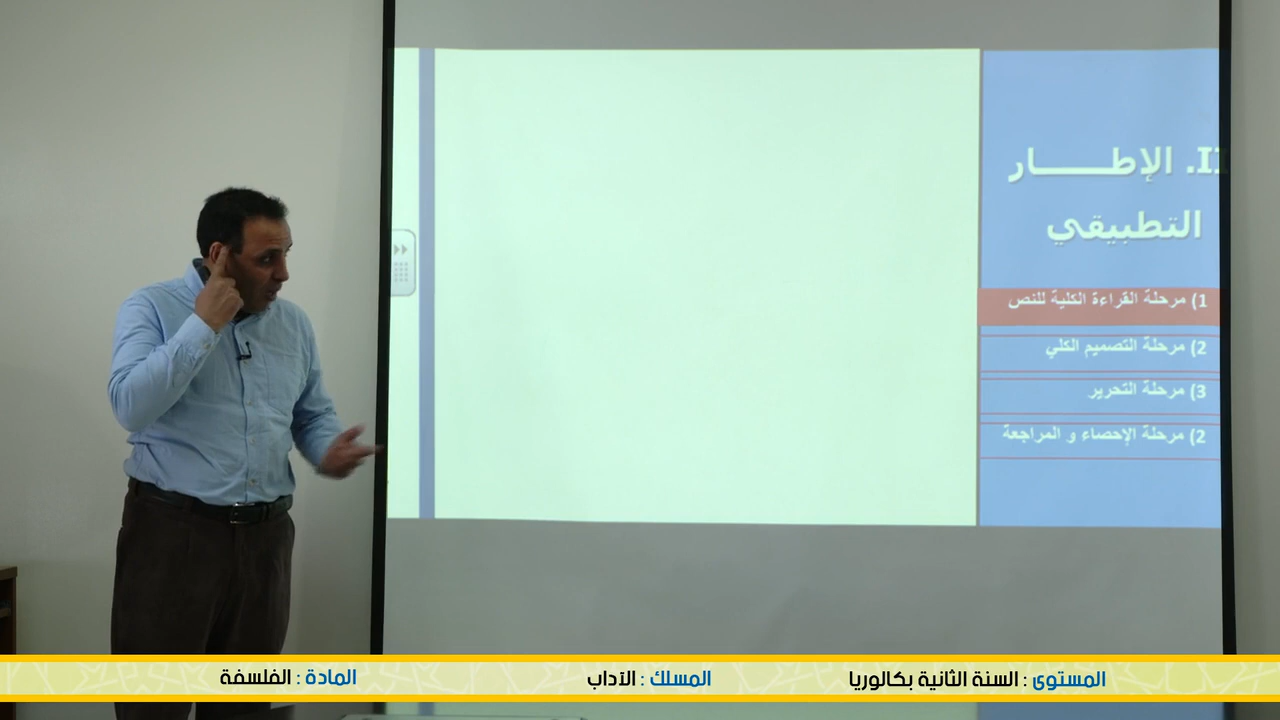 II. الإطــــــار
التطبيقي
1) مرحلة القراءة الكلية للنص
2) مرحلة التصميم الكلي
3) مرحلة التحرير
2) مرحلة الإحصاء و المراجعة
المستوى : السنة الثانية بكالوريا
المسلك : الآداب
المادة : الفلسفة